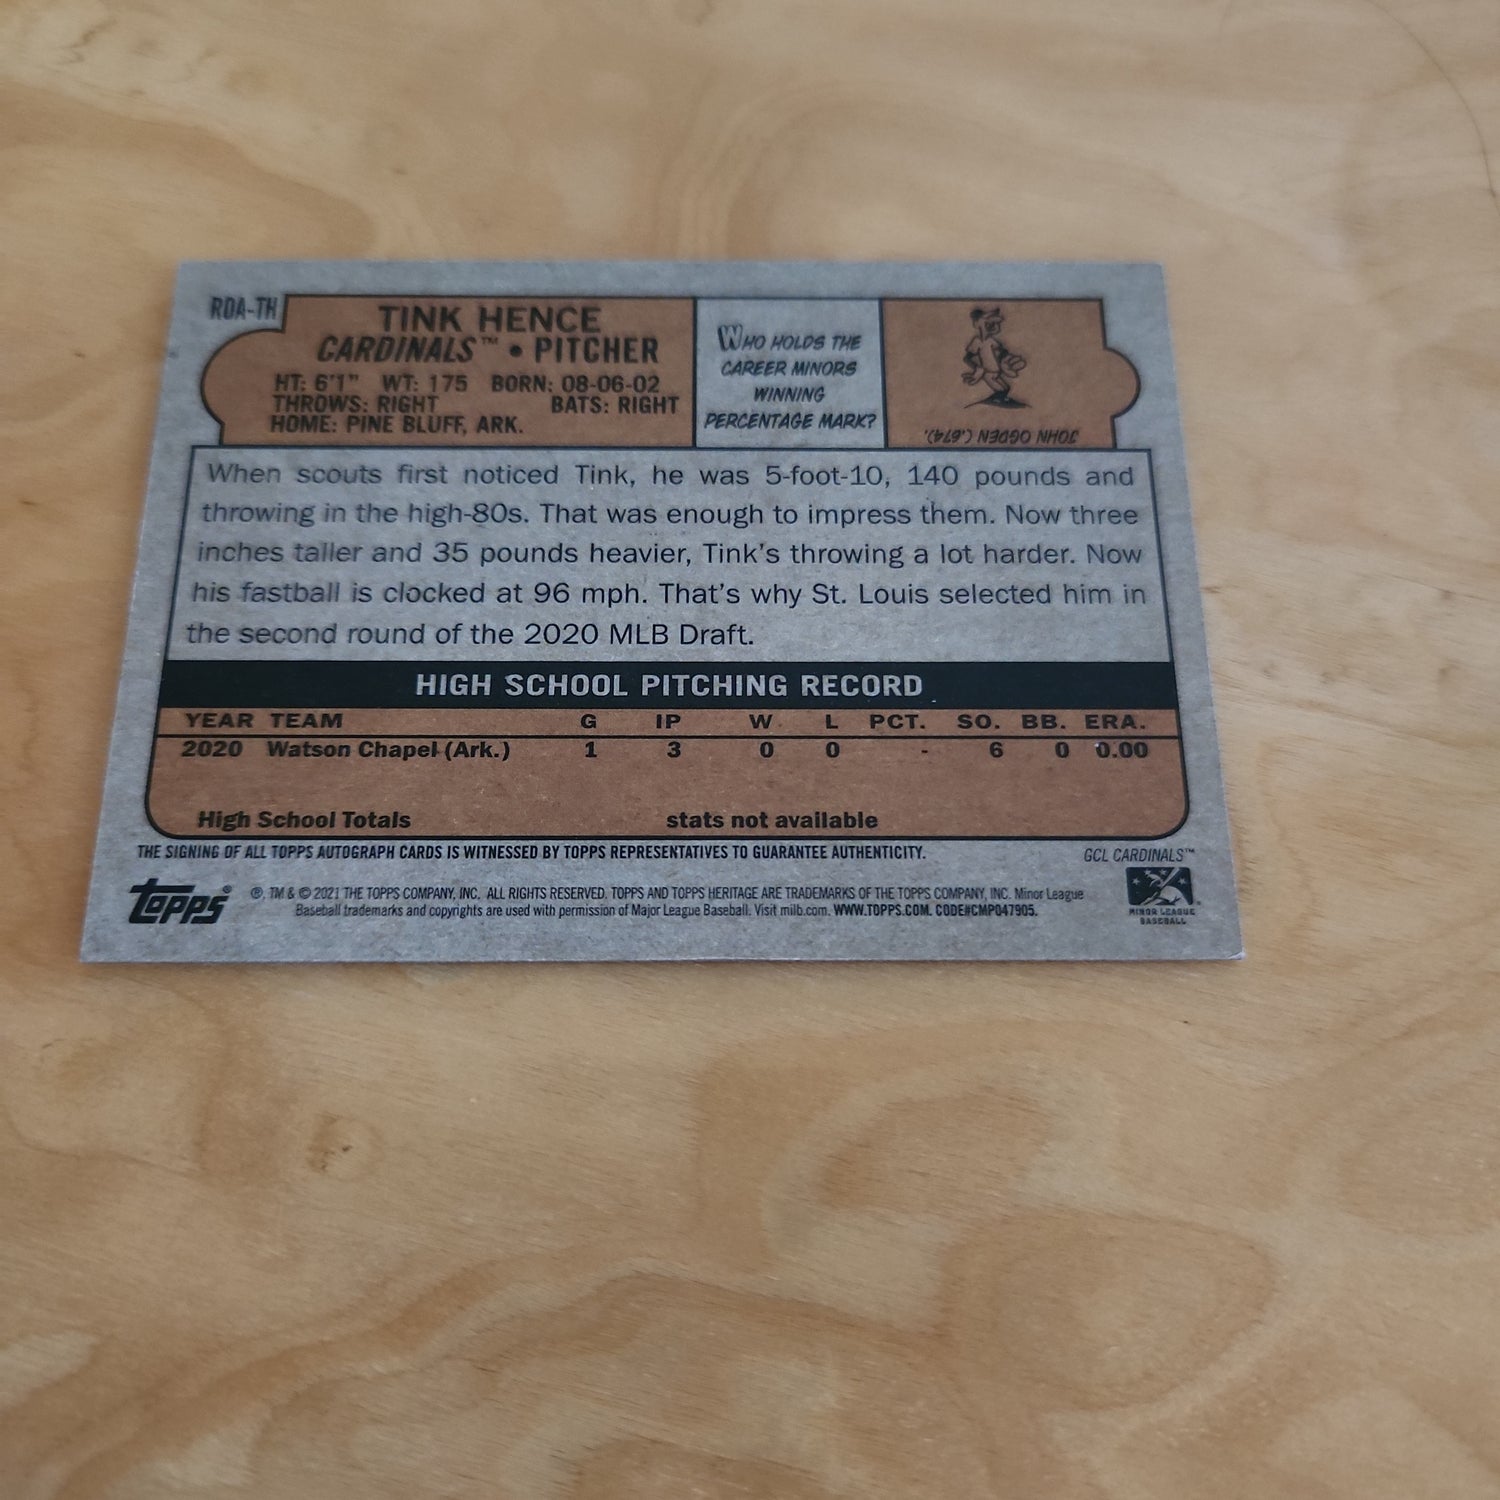 RDA-TH
TINK HENCE
CARDINALS™ • PITCHER
HT: 6'1" WT: 175 BORN: 08-06-02
THROWS: RIGHT BATS: RIGHT
HOME: PINE BLUFF, ARK.
WHO HOLDS THE
CAREER MINORS
WINNING
PERCENTAGE MARK?
JOHN OGDEN (.674).
When scouts first noticed Tink, he was 5-foot-10, 140 pounds and
throwing in the high-80s. That was enough to impress them. Now three
inches taller and 35 pounds heavier, Tink's throwing a lot harder. Now
his fastball is clocked at 96 mph. That's why St. Louis selected him in
the second round of the 2020 MLB Draft.
HIGH SCHOOL PITCHING RECORD
YEAR TEAM G IP W L PCT. SO. BB. ERA.
2020 Watson Chapel (Ark.) 1 3 0 0 - 6 0 0.00
High School Totals stats not available
THE SIGNING OF ALL TOPPS AUTOGRAPH CARDS IS WITNESSED BY TOPPS REPRESENTATIVES TO GUARANTEE AUTHENTICITY.
GCL CARDINALS™
topps®
®, TM & © 2021 THE TOPPS COMPANY, INC. ALL RIGHTS RESERVED. TOPPS AND TOPPS HERITAGE ARE TRADEMARKS OF THE TOPPS COMPANY, INC. Minor League
Baseball trademarks and copyrights are used with permission of Major League Baseball. Visit milb.com. WWW.TOPPS.COM. CODE#CMP047905.
MINOR LEAGUE
BASEBALL